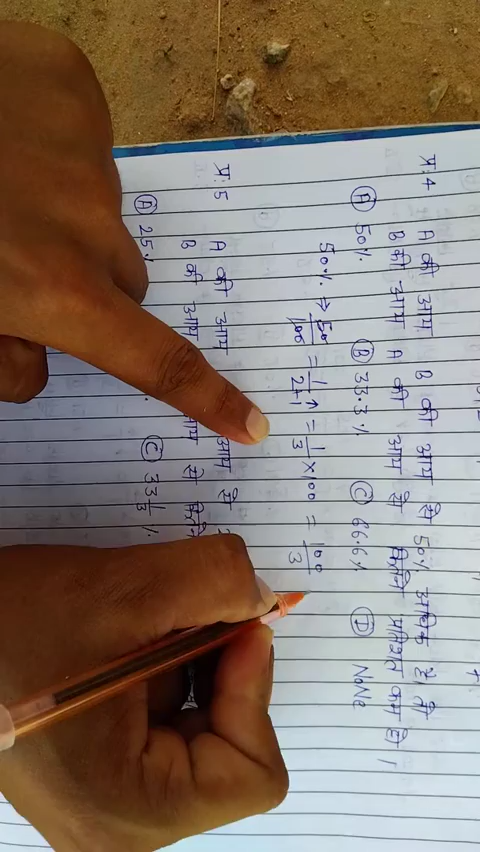 प्र. 4 A की आय B की आय से 50% अधिक है तो
B की आय A की आय से कितने प्रतिशत कम है।
Ⓐ 50% Ⓑ 33.3% Ⓒ 66.6% Ⓓ NoNe
50% → 50/100 = 1/2+1 ↑ = 1/3 × 100 = 100/3
प्र. 5 A की आय आय से
B की आय आय से
Ⓐ 25% Ⓒ 33 1/3%